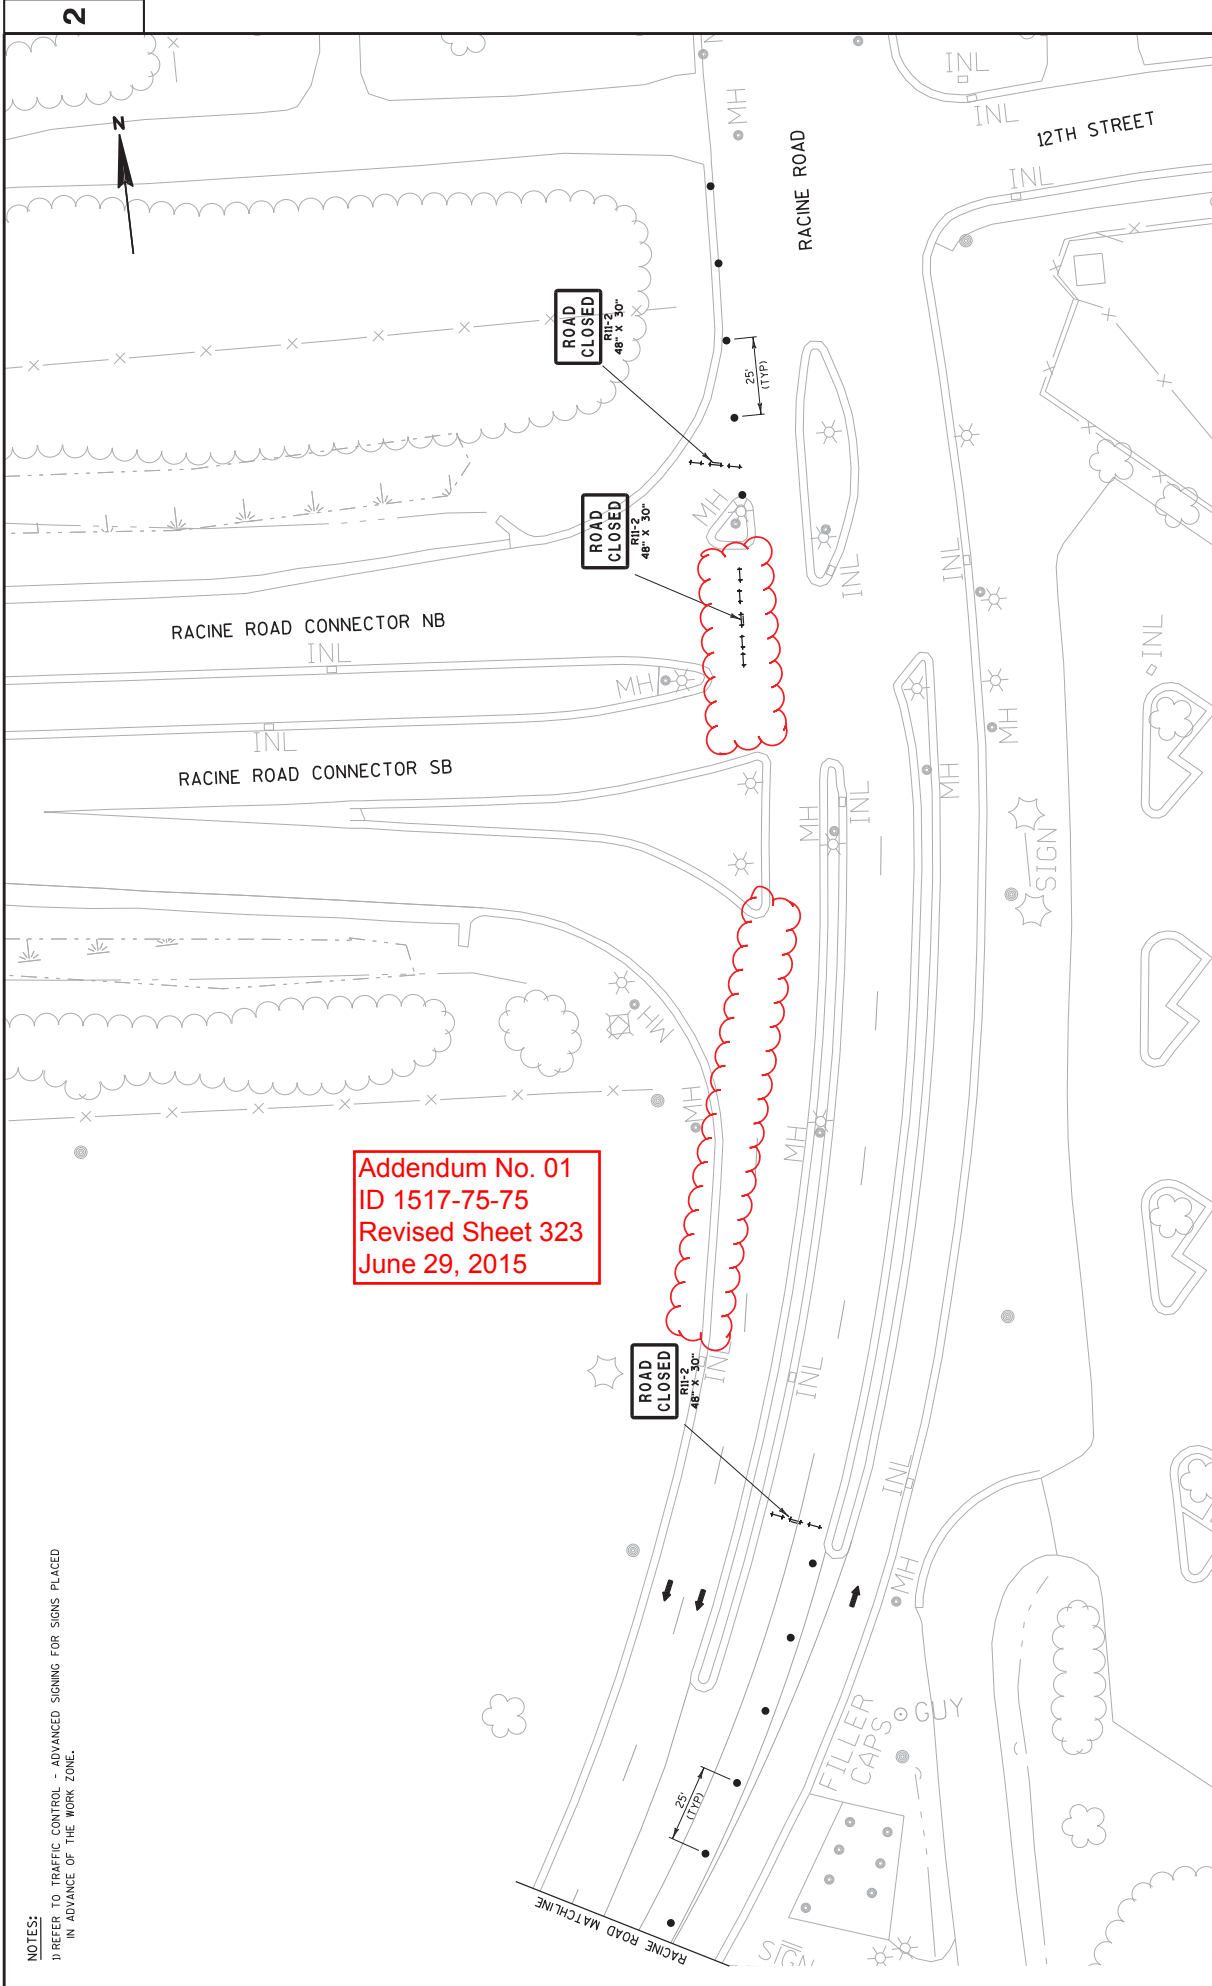 2
N
MH
INL
INL
12TH STREET
INL
RACINE ROAD
ROAD
CLOSED
R11-2
48" X 30"
25'
(TYP)
ROAD
CLOSED
R11-2
48" X 30"
MH
INL
INL
RACINE ROAD CONNECTOR NB
INL
MH
INL
MH
INL
RACINE ROAD CONNECTOR SB
MH
INL
MH
SIGN
MH
MH
MH
Addendum No. 01
ID 1517-75-75
Revised Sheet 323
June 29, 2015
ROAD
CLOSED
R11-2
48" X 30"
INL
INL
INL
MH
FILLER
CAPS
GUY
25'
(TYP)
RACINE ROAD MATCHLINE
SIGN
NOTES:
1) REFER TO TRAFFIC CONTROL - ADVANCED SIGNING FOR SIGNS PLACED
IN ADVANCE OF THE WORK ZONE.